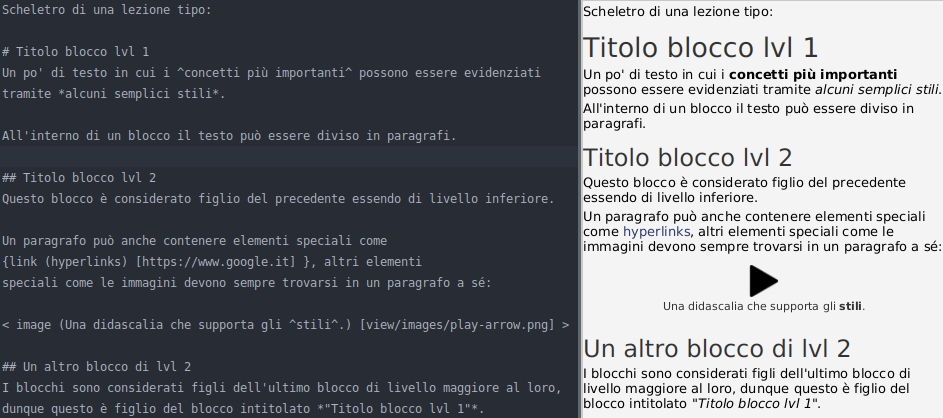 Scheletro di una lezione tipo:
# Titolo blocco lvl 1
Un po' di testo in cui i ^concetti più importanti^ possono essere evidenziati
tramite *alcuni semplici stili*.
All'interno di un blocco il testo può essere diviso in paragrafi.
## Titolo blocco lvl 2
Questo blocco è considerato figlio del precedente essendo di livello inferiore.
Un paragrafo può anche contenere elementi speciali come
{link (hyperlinks) [https://www.google.it] }, altri elementi
speciali come le immagini devono sempre trovarsi in un paragrafo a sé:
< image (Una didascalia che supporta gli ^stili^.) [view/images/play-arrow.png] >
## Un altro blocco di lvl 2
I blocchi sono considerati figli dell'ultimo blocco di livello maggiore al loro,
dunque questo è figlio del blocco intitolato *"Titolo blocco lvl 1"*.
Scheletro di una lezione tipo:
Titolo blocco lvl 1
Un po' di testo in cui i concetti più importanti
possono essere evidenziati tramite alcuni semplici stili.
All'interno di un blocco il testo può essere diviso in
paragrafi.
Titolo blocco lvl 2
Questo blocco è considerato figlio del precedente
essendo di livello inferiore.
Un paragrafo può anche contenere elementi speciali
come hyperlinks, altri elementi speciali come le
immagini devono sempre trovarsi in un paragrafo a sé:
Una didascalia che supporta gli stili.
Un altro blocco di lvl 2
I blocchi sono considerati figli dell'ultimo blocco di
livello maggiore al loro, dunque questo è figlio del
blocco intitolato "Titolo blocco lvl 1".